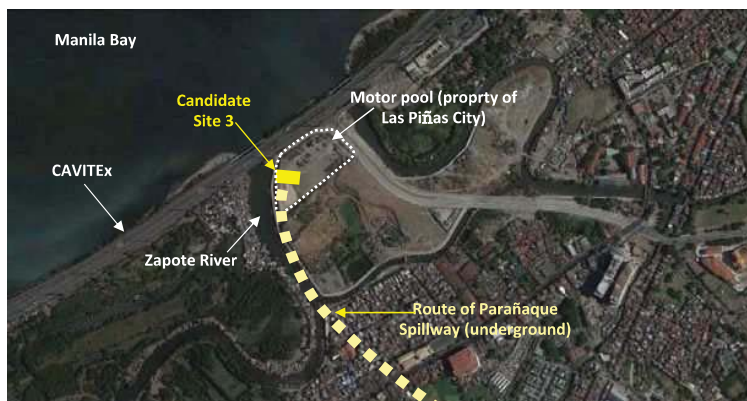 Manila Bay
Candidate
Site 3
Motor pool (proprty of
Las Piñas City)
CAVITEx
Zapote River
Route of Parañaque
Spillway (underground)